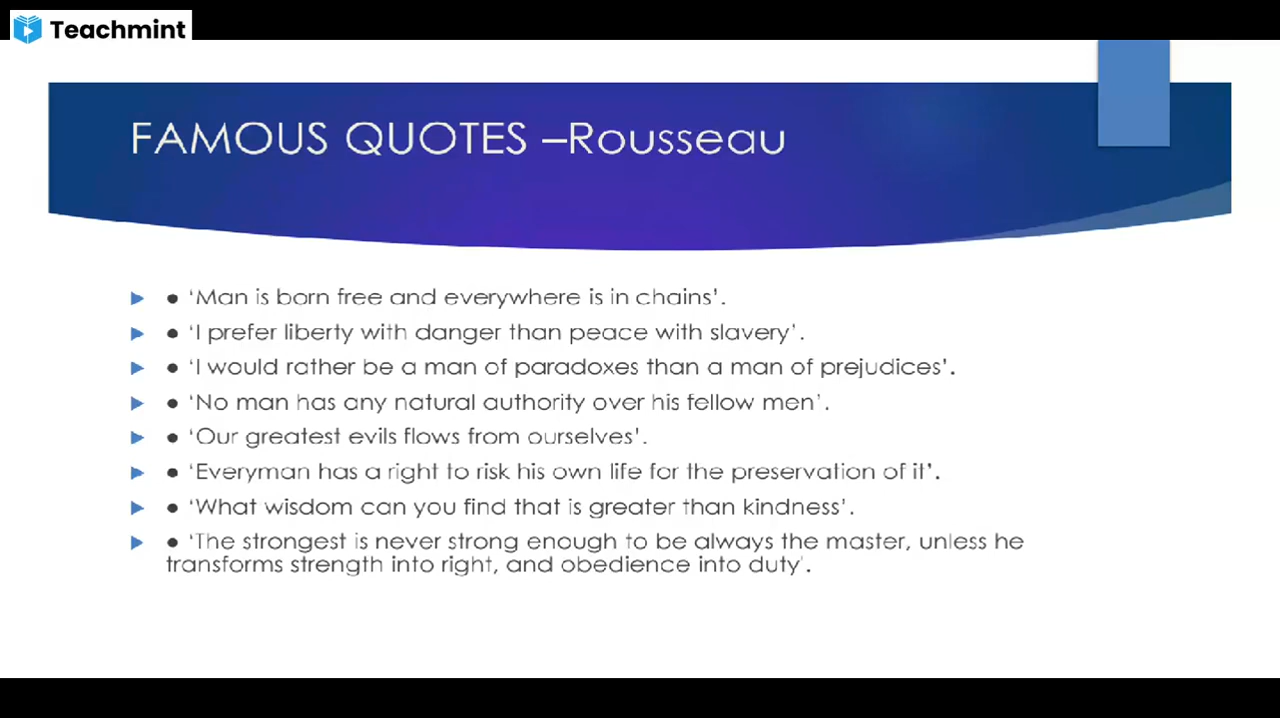 Teachmint
FAMOUS QUOTES –Rousseau
● ‘Man is born free and everywhere is in chains’.
● ‘I prefer liberty with danger than peace with slavery’.
● ‘I would rather be a man of paradoxes than a man of prejudices’.
● ‘No man has any natural authority over his fellow men’.
● ‘Our greatest evils flows from ourselves’.
● ‘Everyman has a right to risk his own life for the preservation of it’.
● ‘What wisdom can you find that is greater than kindness’.
● ‘The strongest is never strong enough to be always the master, unless he
transforms strength into right, and obedience into duty’.